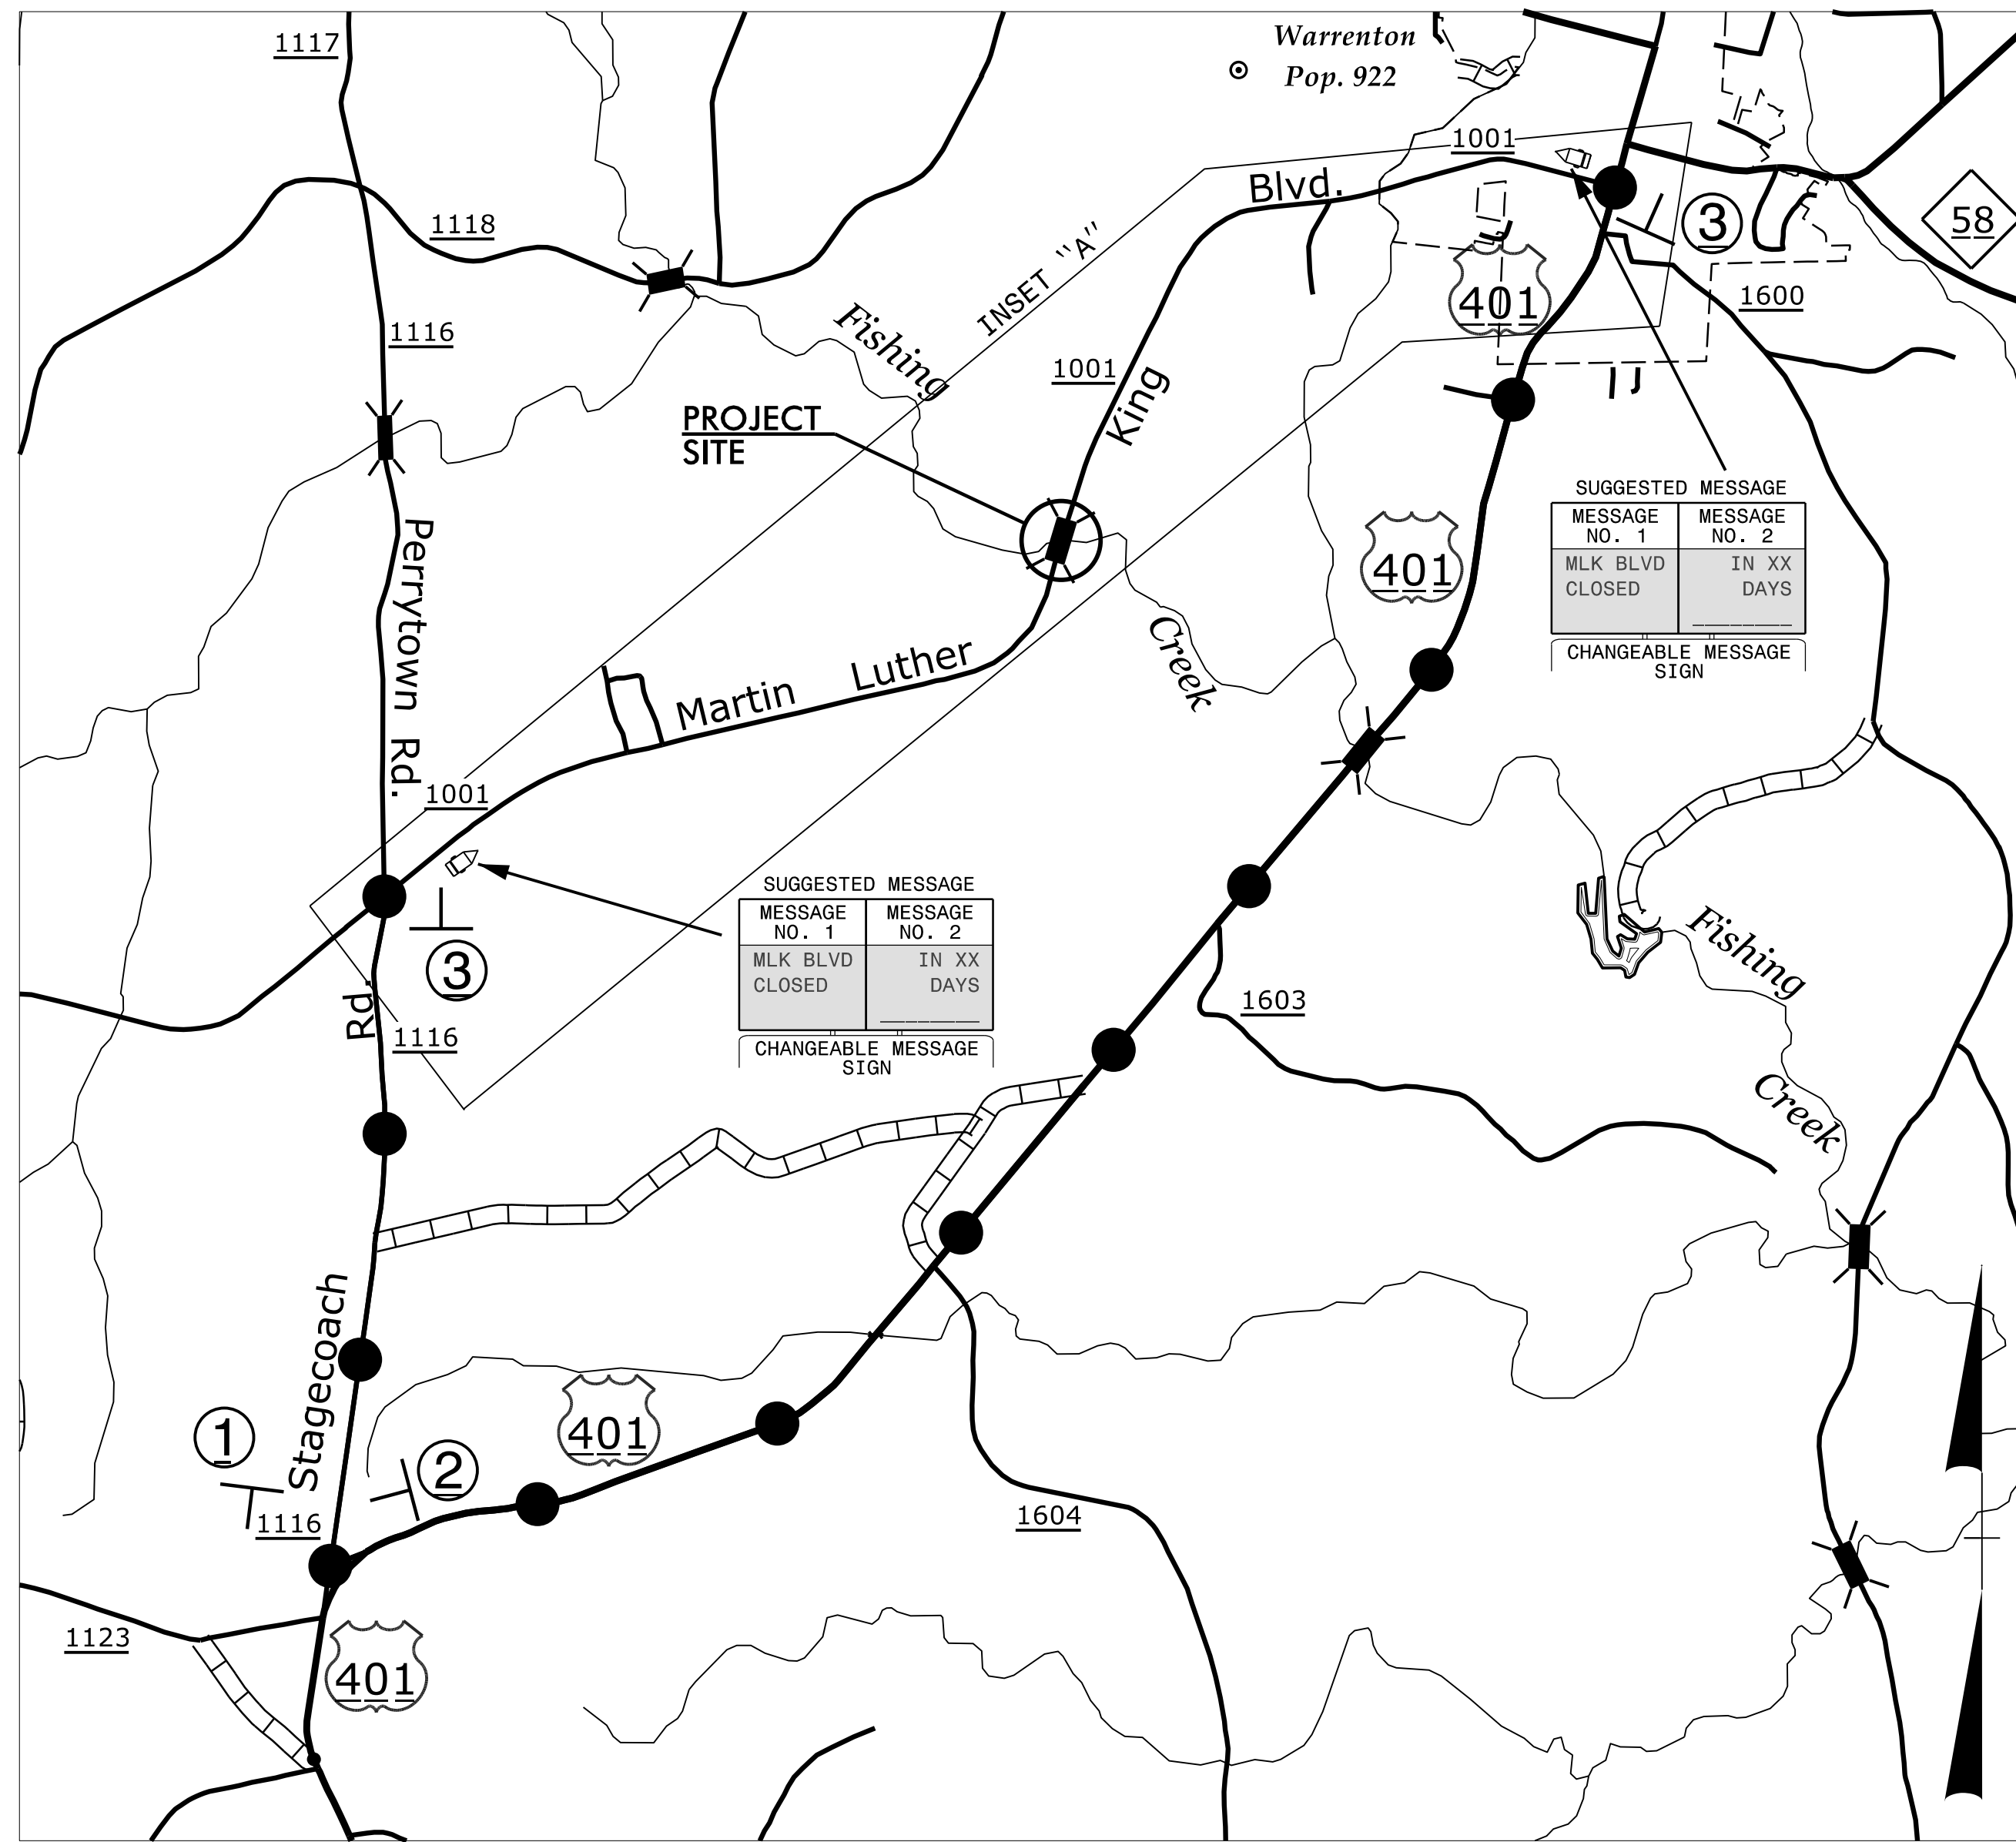 1117
Warrenton
Pop. 922
1001
1118
Blvd.
3
58
INSET "A"
401
1600
Fishing
1116
1001
King
PROJECT
SITE
SUGGESTED MESSAGE
MESSAGE NO. 1
MESSAGE NO. 2
MLK BLVD
CLOSED
IN XX
DAYS
________
CHANGEABLE MESSAGE
SIGN
401
Perrytown Rd.
Creek
Luther
Martin
1001
SUGGESTED MESSAGE
MESSAGE NO. 1
MESSAGE NO. 2
MLK BLVD
CLOSED
IN XX
DAYS
________
CHANGEABLE MESSAGE
SIGN
3
Rd.
1116
1603
Fishing
Creek
Stagecoach
1
2
401
1116
1604
1123
401